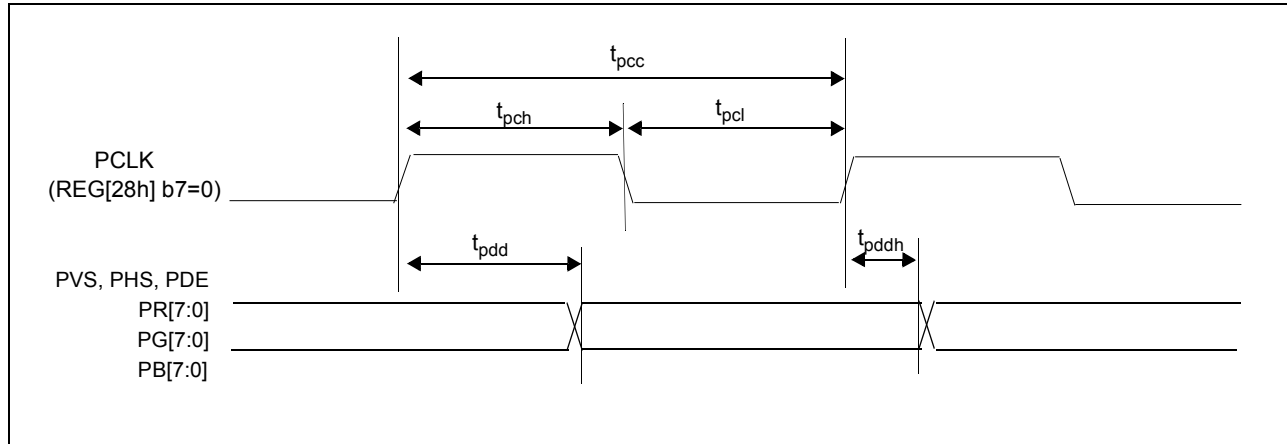 tpcc
tpch
tpcl
PCLK
(REG[28h] b7=0)
tpdd
tpddh
PVS, PHS, PDE
PR[7:0]
PG[7:0]
PB[7:0]